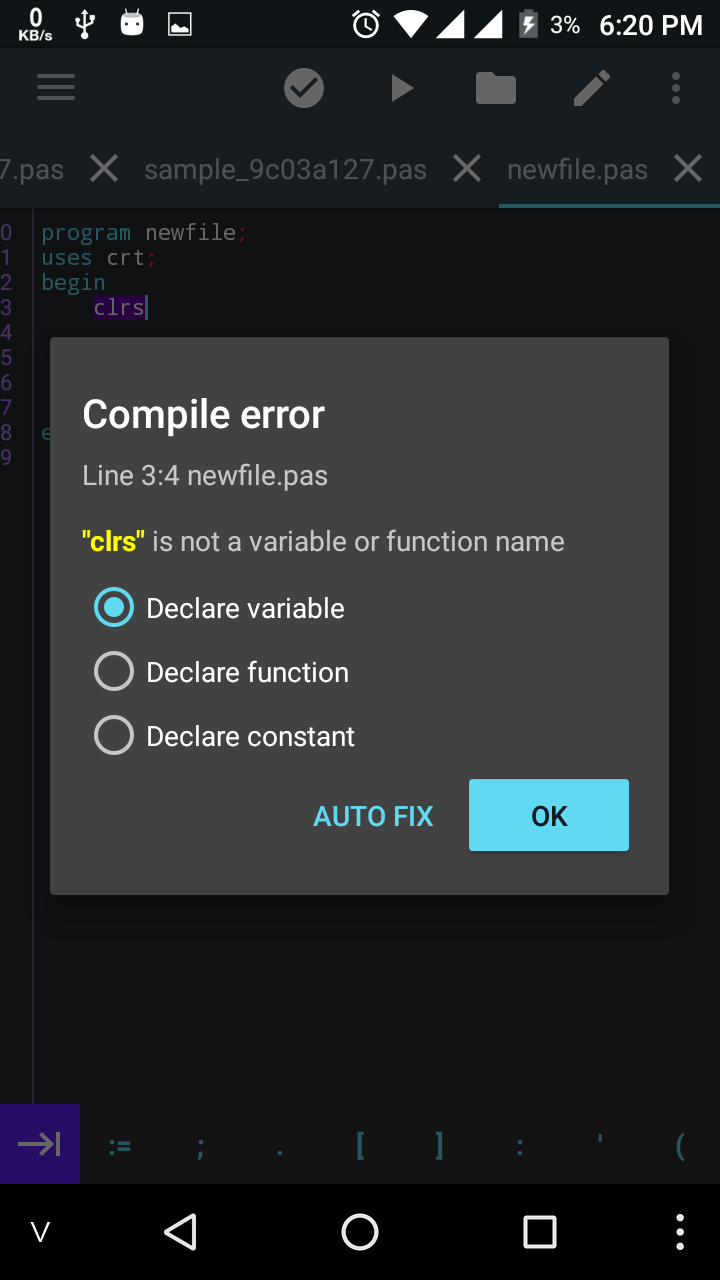 0
KB/s
3%
6:20 PM
7.pas
sample_9c03a127.pas
newfile.pas
0 program newfile;
1 uses crt;
2 begin
3 clrs
4
5
6
7
8 e
9
Compile error
Line 3:4 newfile.pas
"clrs" is not a variable or function name
Declare variable
Declare function
Declare constant
AUTO FIX
OK
:= ; . [ ] : ' (